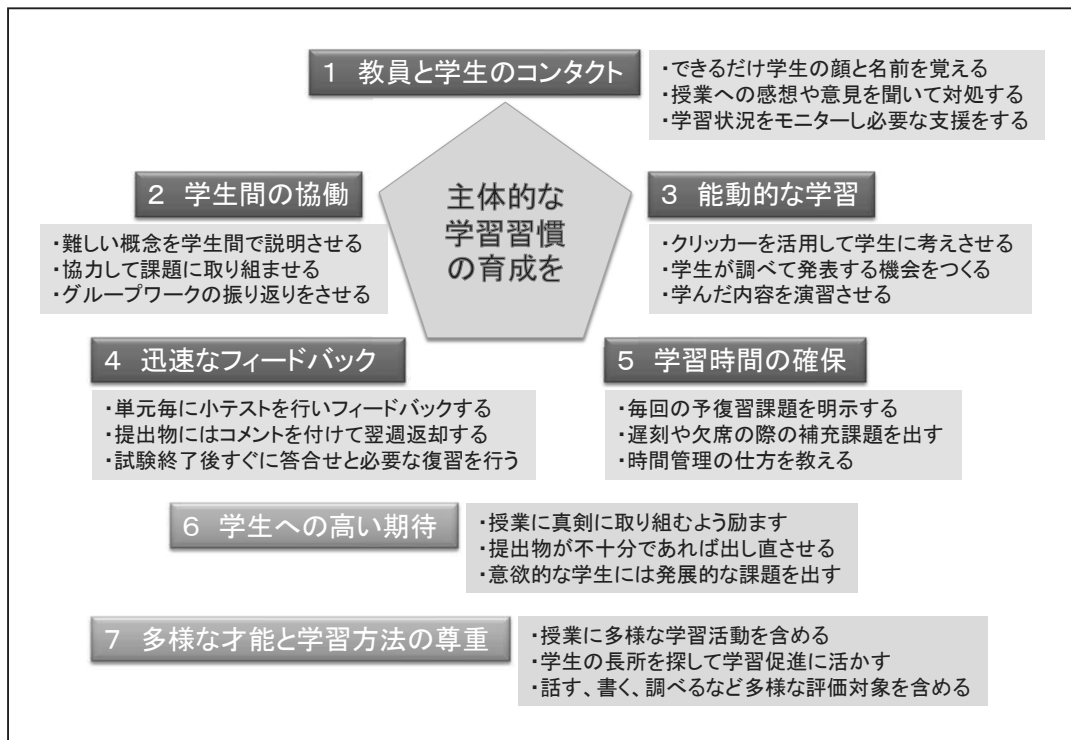 1 教員と学生のコンタクト
・できるだけ学生の顔と名前を覚える
・授業への感想や意見を聞いて対処する
・学習状況をモニターし必要な支援をする
主体的な
学習習慣
の育成を
2 学生間の協働
・難しい概念を学生間で説明させる
・協力して課題に取り組ませる
・グループワークの振り返りをさせる
3 能動的な学習
・クリッカーを活用して学生に考えさせる
・学生が調べて発表する機会をつくる
・学んだ内容を演習させる
4 迅速なフィードバック
・単元毎に小テストを行いフィードバックする
・提出物にはコメントを付けて翌週返却する
・試験終了後すぐに答合せと必要な復習を行う
5 学習時間の確保
・毎回の予復習課題を明示する
・遅刻や欠席の際の補充課題を出す
・時間管理の仕方を教える
6 学生への高い期待
・授業に真剣に取り組むよう励ます
・提出物が不十分であれば出し直させる
・意欲的な学生には発展的な課題を出す
7 多様な才能と学習方法の尊重
・授業に多様な学習活動を含める
・学生の長所を探して学習促進に活かす
・話す、書く、調べるなど多様な評価対象を含める